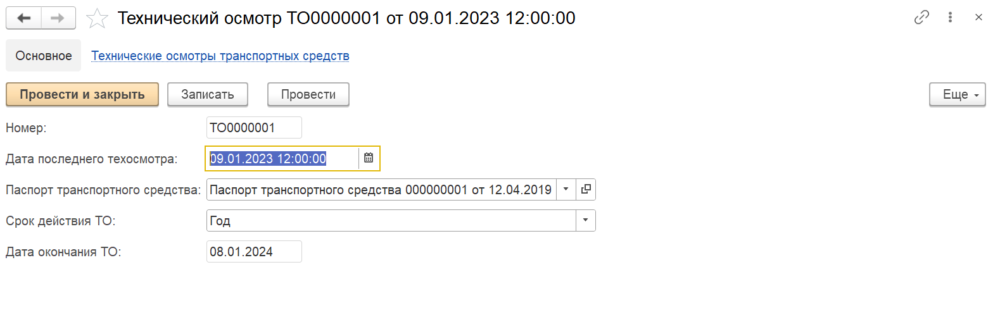 Технический осмотр ТО0000001 от 09.01.2023 12:00:00
Основное Технические осмотры транспортных средств
Провести и закрыть Записать Провести Еще
Номер: ТО0000001
Дата последнего техосмотра: 09.01.2023 12:00:00
Паспорт транспортного средства: Паспорт транспортного средства 000000001 от 12.04.2019
Срок действия ТО: Год
Дата окончания ТО: 08.01.2024